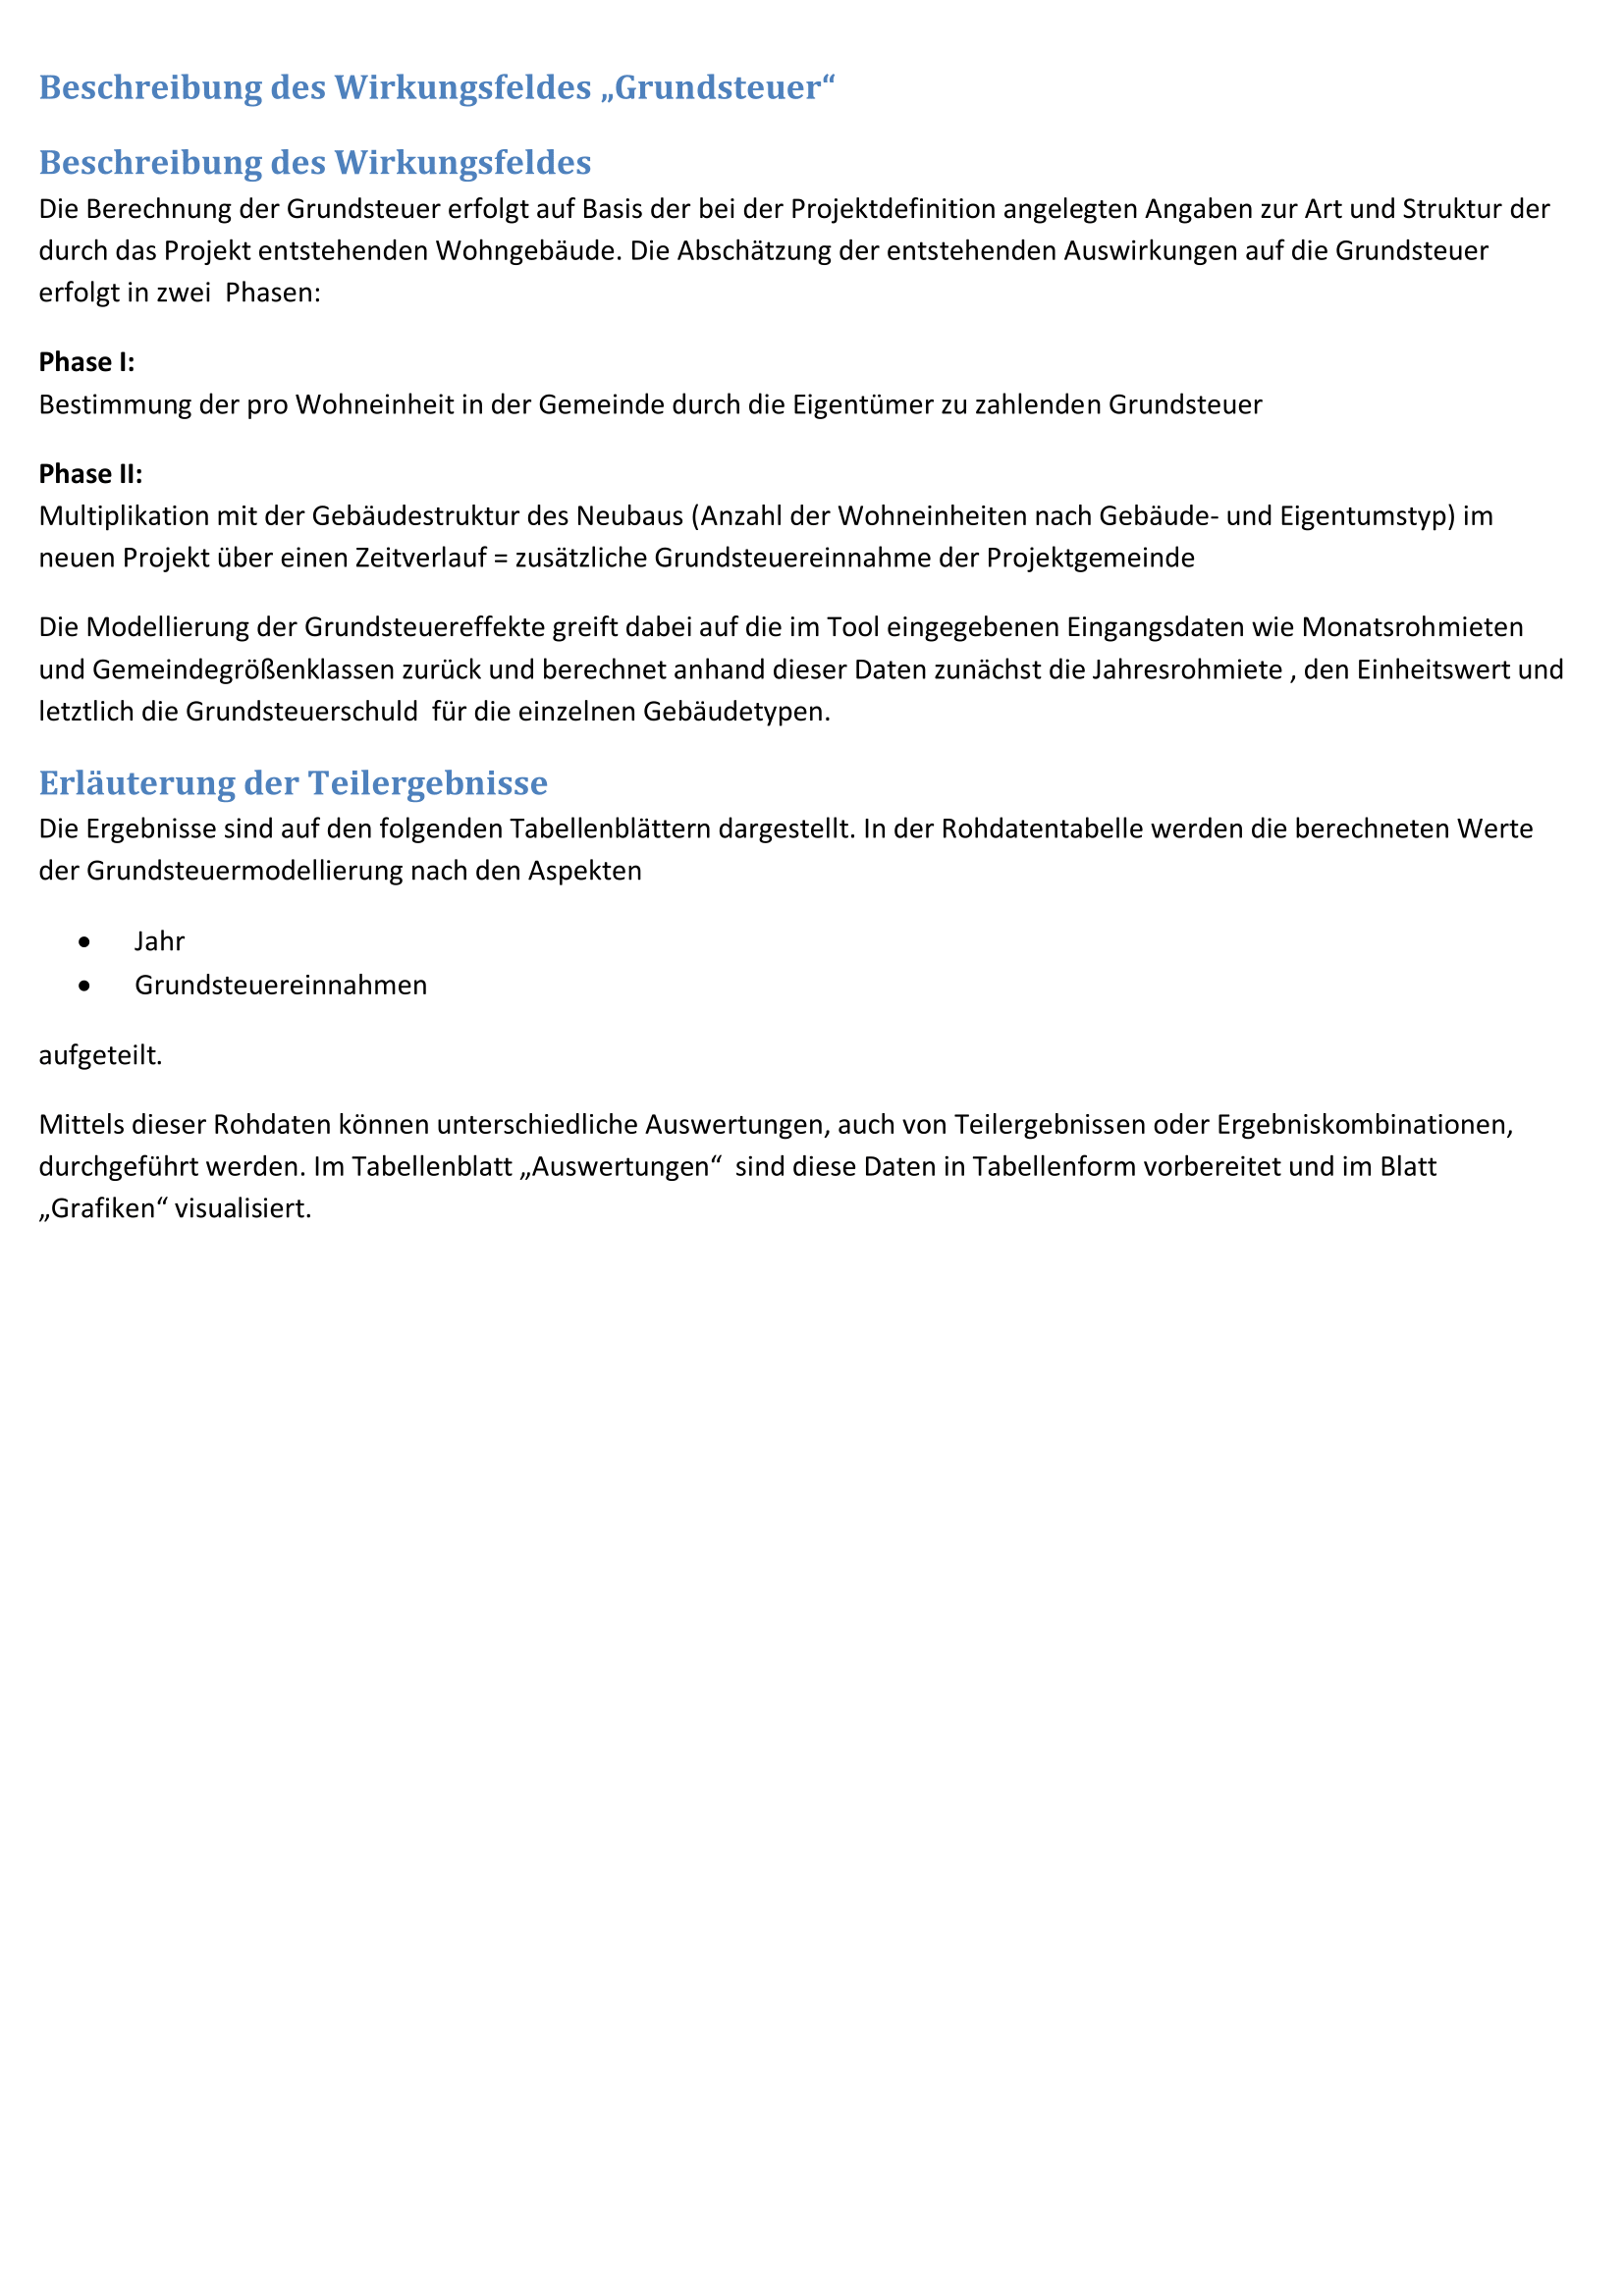 Beschreibung des Wirkungsfeldes „Grundsteuer“
Beschreibung des Wirkungsfeldes
Die Berechnung der Grundsteuer erfolgt auf Basis der bei der Projektdefinition angelegten Angaben zur Art und Struktur der
durch das Projekt entstehenden Wohngebäude. Die Abschätzung der entstehenden Auswirkungen auf die Grundsteuer
erfolgt in zwei  Phasen:
Phase I:
Bestimmung der pro Wohneinheit in der Gemeinde durch die Eigentümer zu zahlenden Grundsteuer
Phase II:
Multiplikation mit der Gebäudestruktur des Neubaus (Anzahl der Wohneinheiten nach Gebäude- und Eigentumstyp) im
neuen Projekt über einen Zeitverlauf = zusätzliche Grundsteuereinnahme der Projektgemeinde
Die Modellierung der Grundsteuereffekte greift dabei auf die im Tool eingegebenen Eingangsdaten wie Monatsrohmieten
und Gemeindegrößenklassen zurück und berechnet anhand dieser Daten zunächst die Jahresrohmiete , den Einheitswert und
letztlich die Grundsteuerschuld  für die einzelnen Gebäudetypen.
Erläuterung der Teilergebnisse
Die Ergebnisse sind auf den folgenden Tabellenblättern dargestellt. In der Rohdatentabelle werden die berechneten Werte
der Grundsteuermodellierung nach den Aspekten
• Jahr
• Grundsteuereinnahmen
aufgeteilt.
Mittels dieser Rohdaten können unterschiedliche Auswertungen, auch von Teilergebnissen oder Ergebniskombinationen,
durchgeführt werden. Im Tabellenblatt „Auswertungen“  sind diese Daten in Tabellenform vorbereitet und im Blatt
„Grafiken“ visualisiert.